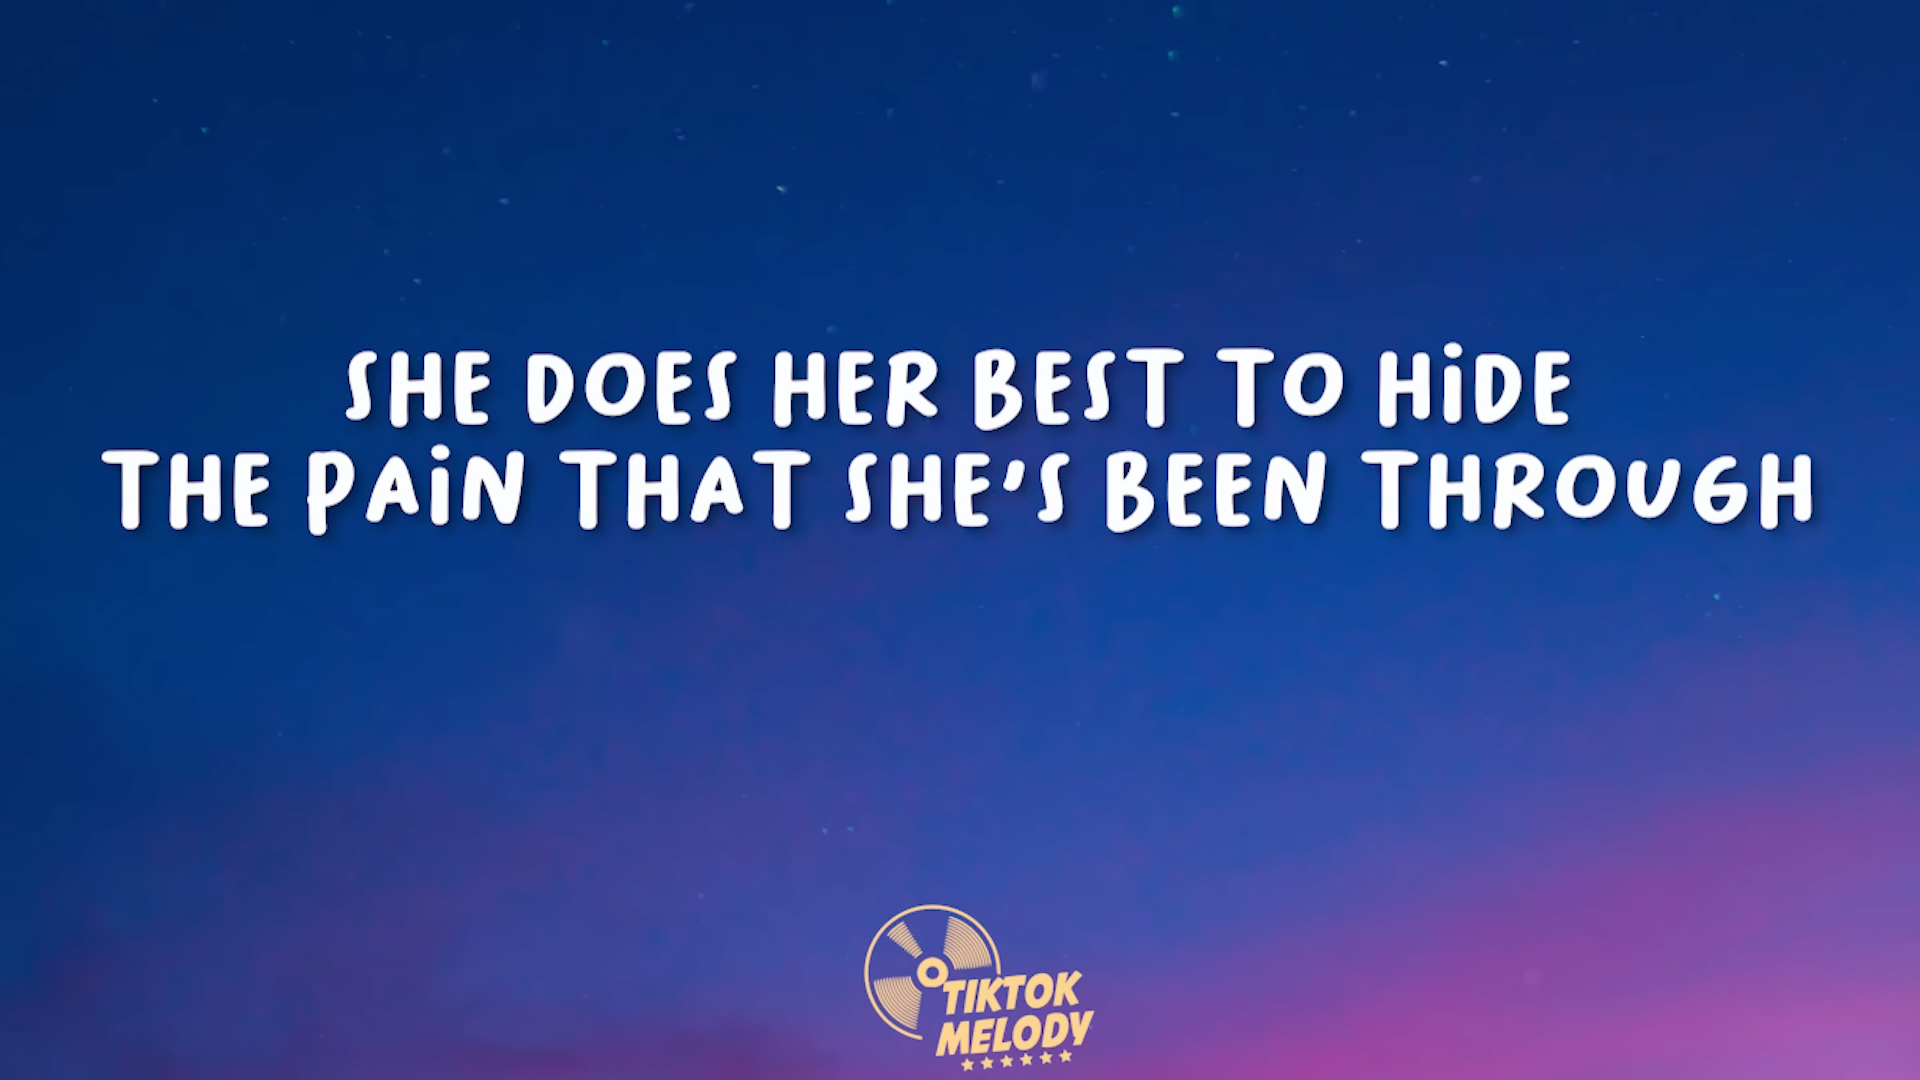 SHE DOES HER BEST TO HiDE
THE PAiN THAT SHE'S BEEN THROUGH
TIKTOK
MELODY